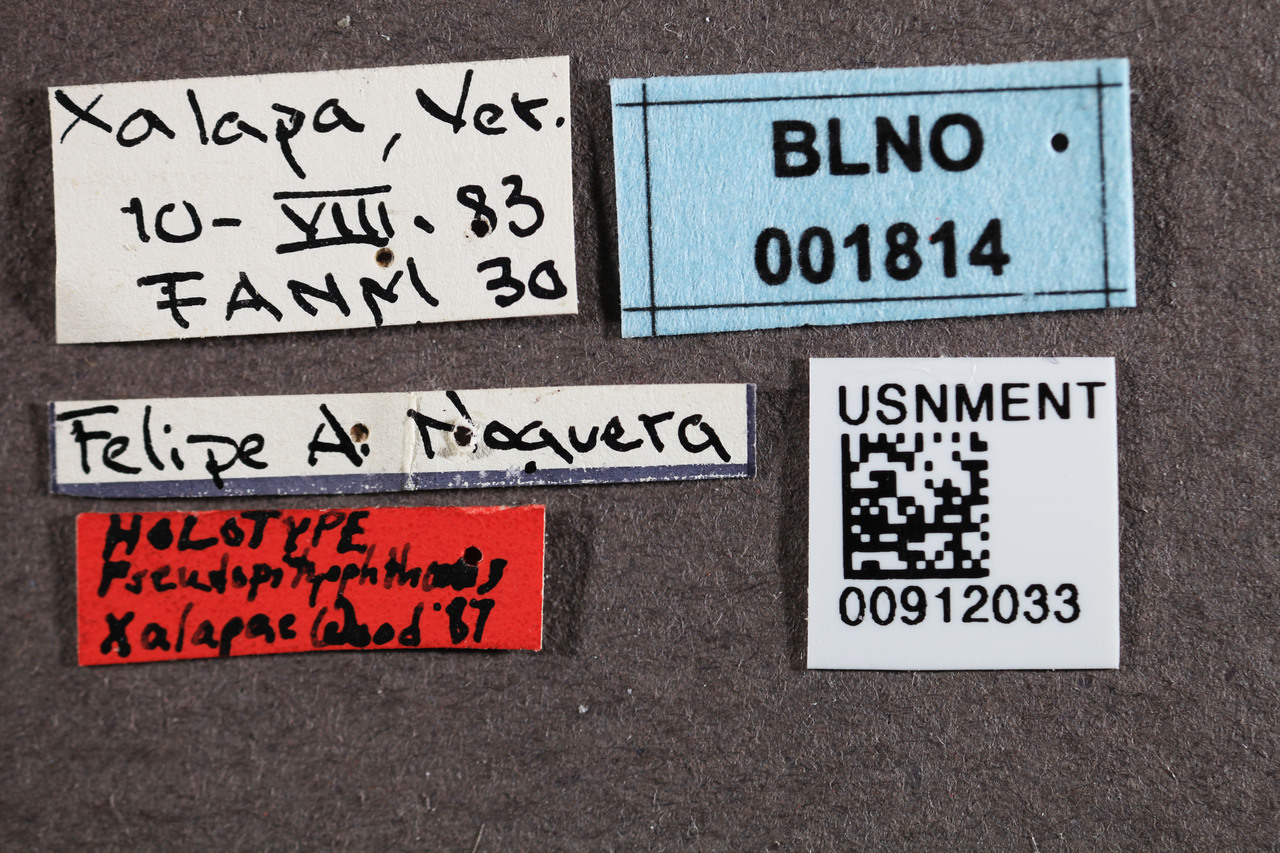 Xalapa, Ver.
10-VIII.83
FANM 30
BLNO
001814
Felipe A. Noguera
USNMENT
00912033
HOLOTYPE
Pseudopityophthorus
Xalapae Wood '87